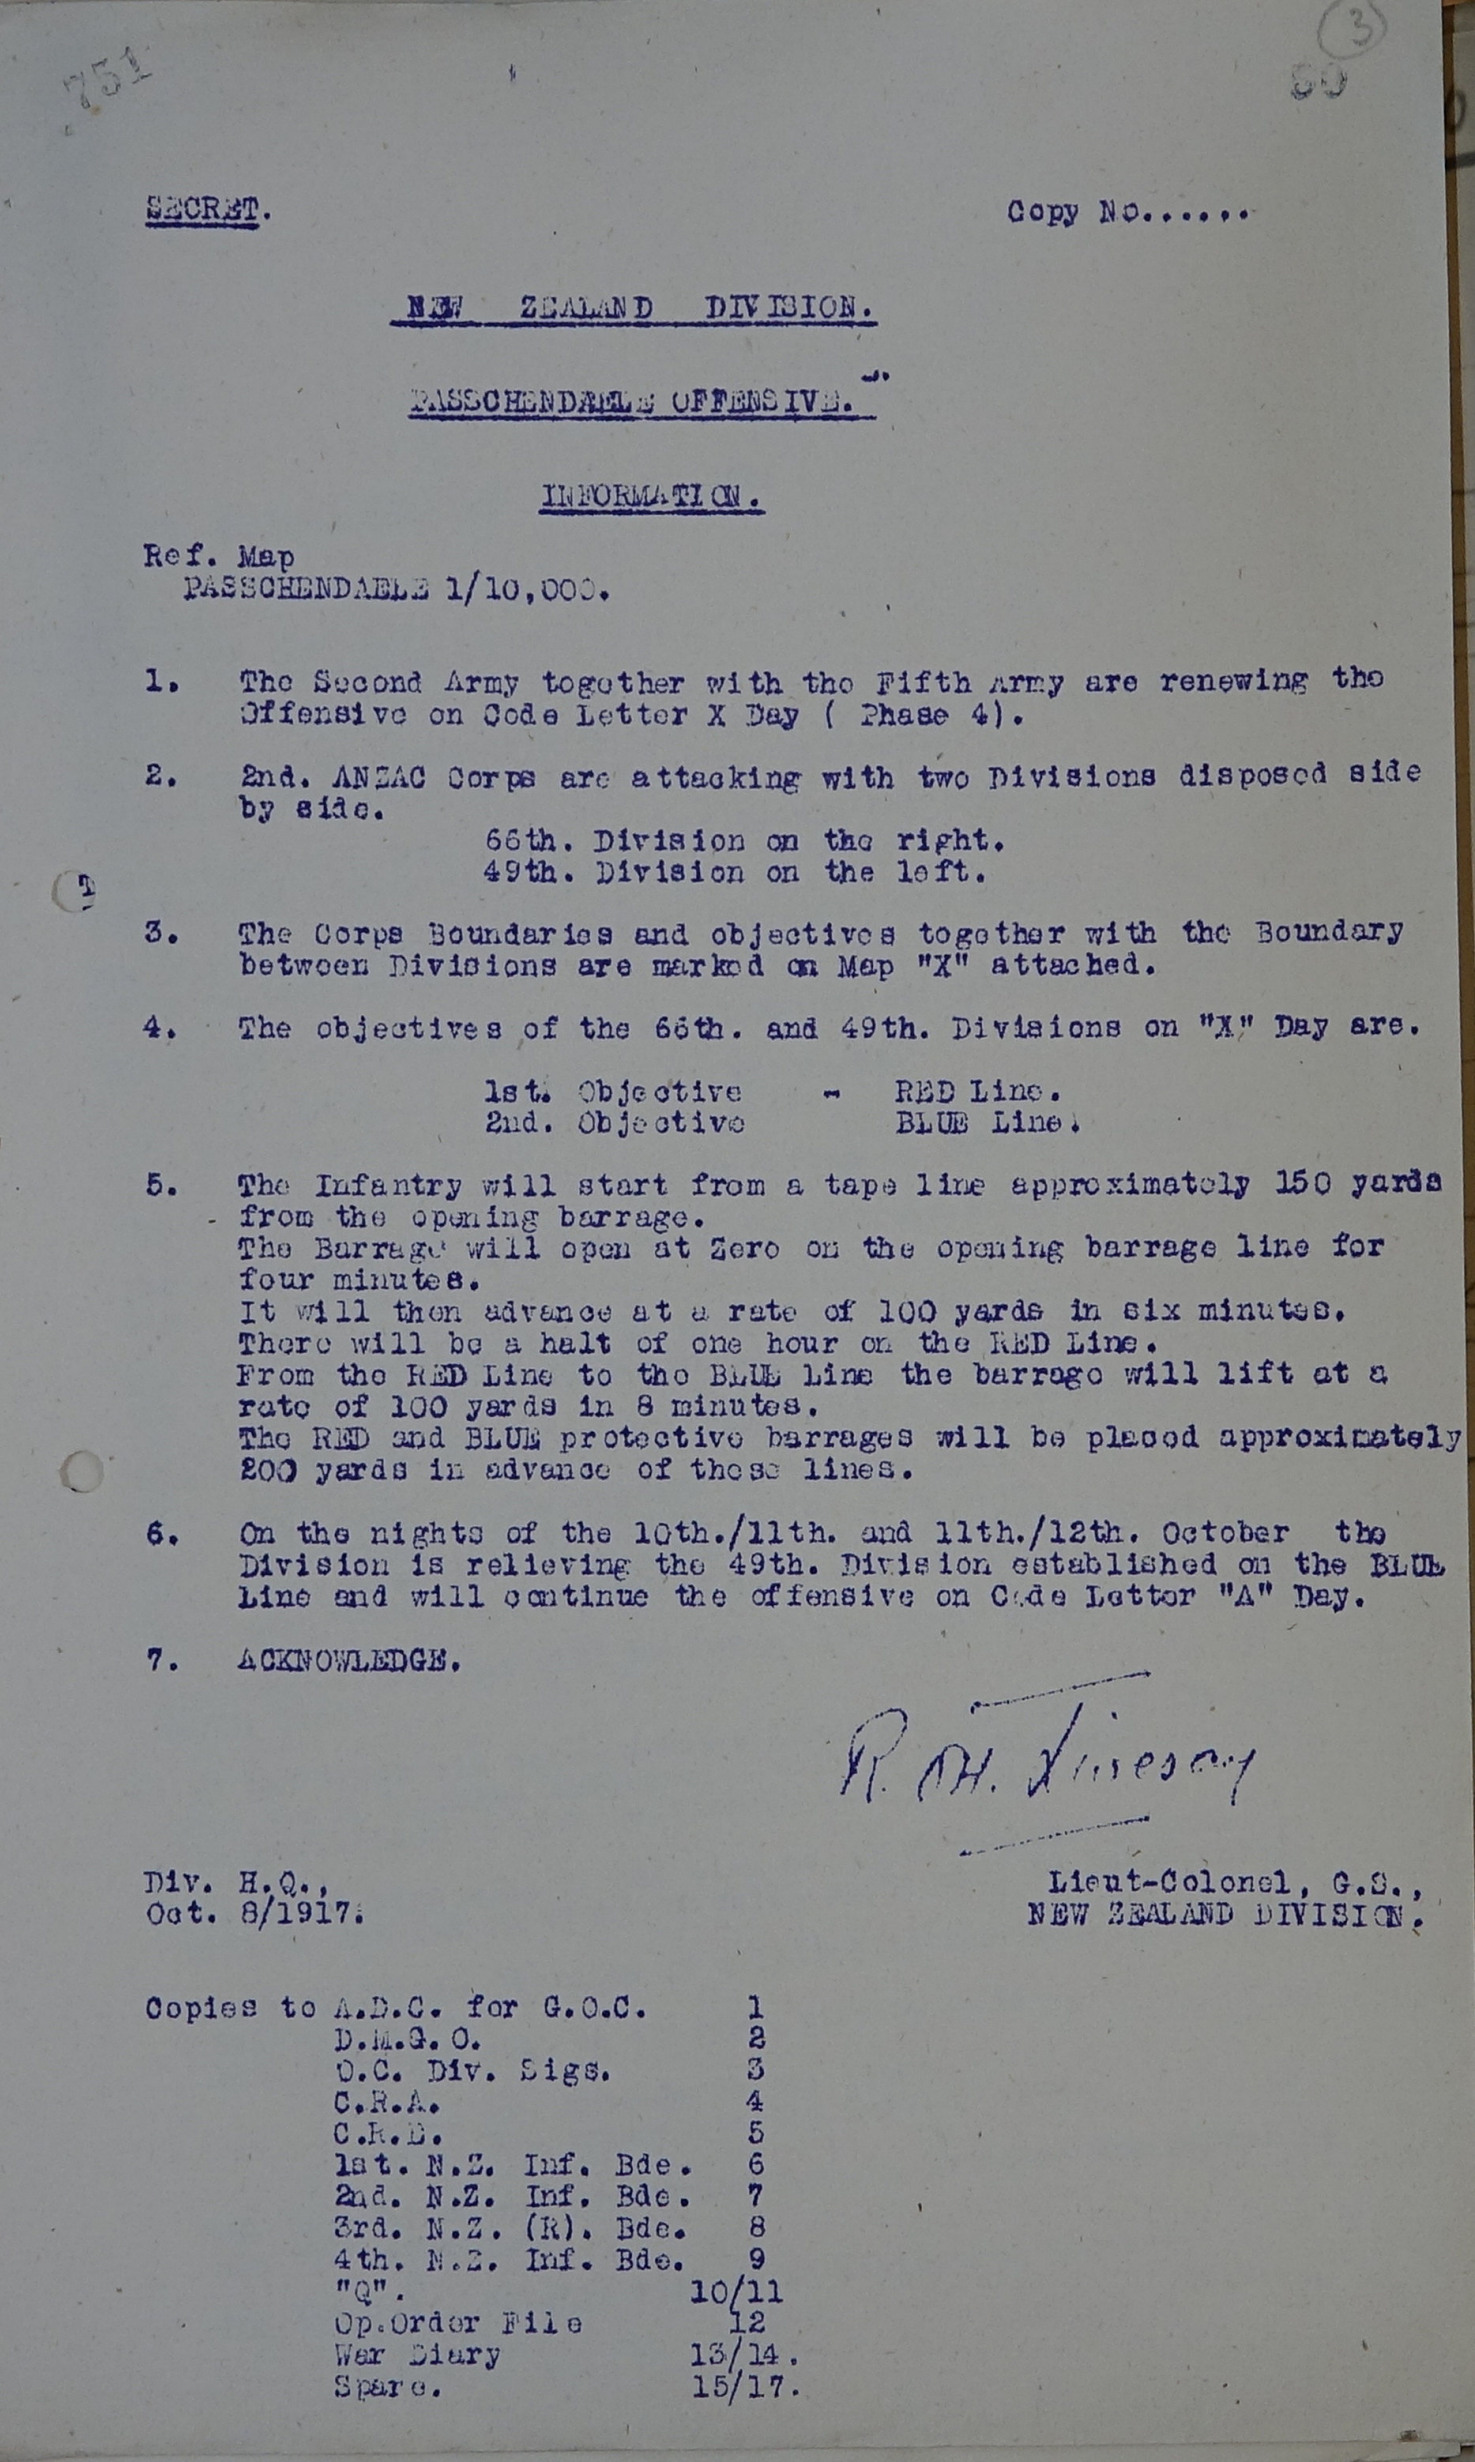 751
3
50
SECRET.
Copy No......
NEW ZEALAND DIVISION.
PASSCHENDAELE OFFENSIVE.
INFORMATION.
Ref. Map
PASSCHENDAELE 1/10,000.
1. The Second Army together with the Fifth Army are renewing the
Offensive on Code Letter X Day ( Phase 4).
2. 2nd. ANZAC Corps are attacking with two Divisions disposed side
by side.
66th. Division on the right.
49th. Division on the left.
3. The Corps Boundaries and objectives together with the Boundary
between Divisions are marked on Map "X" attached.
4. The objectives of the 66th. and 49th. Divisions on "X" Day are.
1st. Objective - RED Line.
2nd. Objective BLUE Line.
5. The Infantry will start from a tape line approximately 150 yards
from the opening barrage.
The Barrage will open at Zero on the opening barrage line for
four minutes.
It will then advance at a rate of 100 yards in six minutes.
There will be a halt of one hour on the RED Line.
From the RED Line to the BLUE Line the barrage will lift at a
rate of 100 yards in 8 minutes.
The RED and BLUE protective barrages will be placed approximately
200 yards in advance of these lines.
6. On the nights of the 10th./11th. and 11th./12th. October the
Division is relieving the 49th. Division established on the BLUE
Line and will continue the offensive on Code Letter "A" Day.
7. ACKNOWLEDGE.
R.
Div. H.Q.,
Oct. 8/1917.
Lieut-Colonel, G.S.,
NEW ZEALAND DIVISION.
Copies to A.D.C. for G.O.C. 1
D.M.G.O. 2
O.C. Div. Sigs. 3
C.R.A. 4
C.R.E. 5
1st. N.Z. Inf. Bde. 6
2nd. N.Z. Inf. Bde. 7
3rd. N.Z. (R). Bde. 8
4th. N.Z. Inf. Bde. 9
"Q". 10/11
Op.Order File 12
War Diary 13/14.
Spare. 15/17.